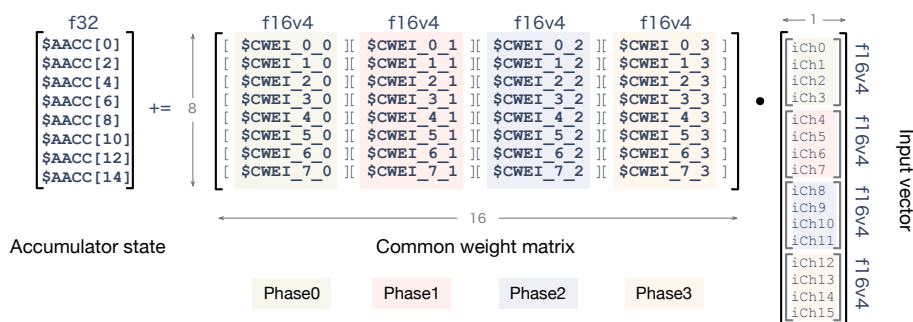 f32
f16v4 f16v4 f16v4 f16v4
1
$AACC[0] [ $CWEI_0_0 ][ $CWEI_0_1 ][ $CWEI_0_2 ][ $CWEI_0_3 ]
$AACC[2] [ $CWEI_1_0 ][ $CWEI_1_1 ][ $CWEI_1_2 ][ $CWEI_1_3 ]
$AACC[4] [ $CWEI_2_0 ][ $CWEI_2_1 ][ $CWEI_2_2 ][ $CWEI_2_3 ]
$AACC[6] [ $CWEI_3_0 ][ $CWEI_3_1 ][ $CWEI_3_2 ][ $CWEI_3_3 ]
$AACC[8] [ $CWEI_4_0 ][ $CWEI_4_1 ][ $CWEI_4_2 ][ $CWEI_4_3 ]
$AACC[10] [ $CWEI_5_0 ][ $CWEI_5_1 ][ $CWEI_5_2 ][ $CWEI_5_3 ]
$AACC[12] [ $CWEI_6_0 ][ $CWEI_6_1 ][ $CWEI_6_2 ][ $CWEI_6_3 ]
$AACC[14] [ $CWEI_7_0 ][ $CWEI_7_1 ][ $CWEI_7_2 ][ $CWEI_7_3 ]
+= 8
•
16
iCh0
iCh1
iCh2
iCh3
f16v4
iCh4
iCh5
iCh6
iCh7
f16v4
iCh8
iCh9
iCh10
iCh11
f16v4
iCh12
iCh13
iCh14
iCh15
f16v4
Input vector
Accumulator state
Common weight matrix
Phase0 Phase1 Phase2 Phase3